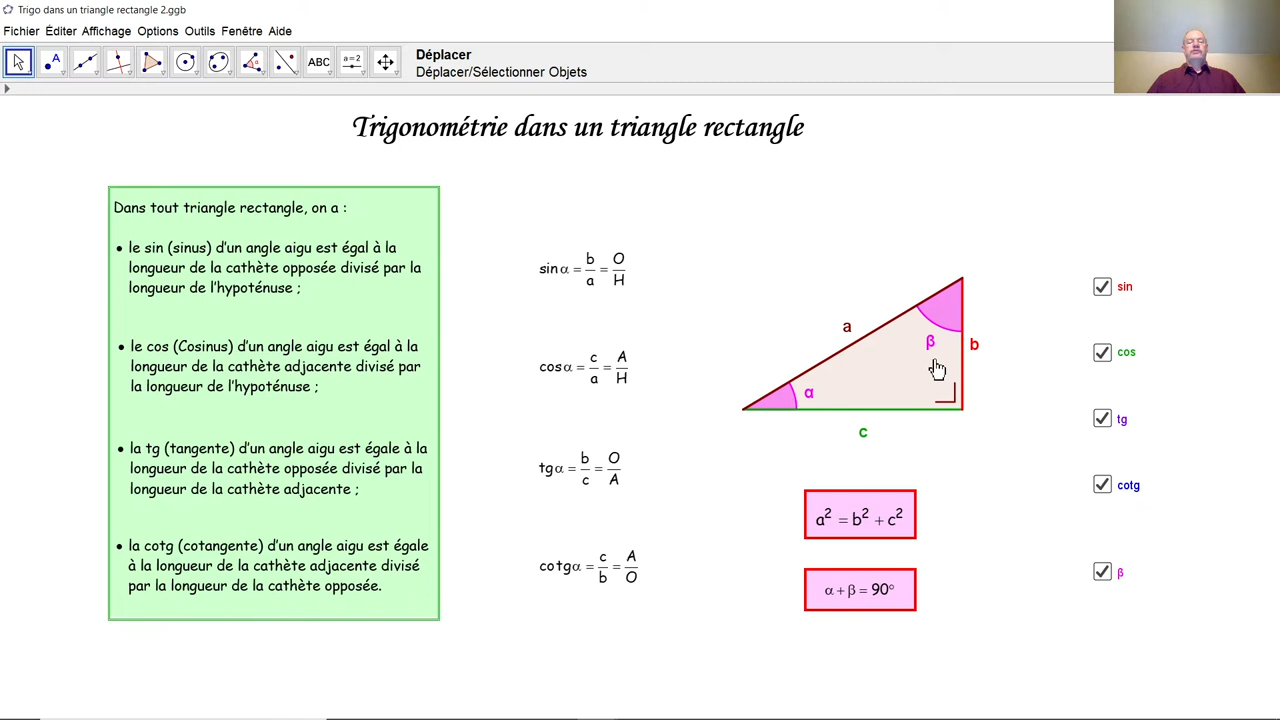 Trigo dans un triangle rectangle 2.ggb
Fichier Éditer Affichage Options Outils Fenêtre Aide
A
α
ABC
a=2
Déplacer
Déplacer/Sélectionner Objets
Trigonométrie dans un triangle rectangle
Dans tout triangle rectangle, on a :
• le sin (sinus) d'un angle aigu est égal à la
longueur de la cathète opposée divisé par la
longueur de l'hypoténuse ;
• le cos (Cosinus) d'un angle aigu est égal à la
longueur de la cathète adjacente divisé par
la longueur de l'hypoténuse ;
• la tg (tangente) d'un angle aigu est égale à la
longueur de la cathète opposée divisé par la
longueur de la cathète adjacente ;
• la cotg (cotangente) d'un angle aigu est égale
à la longueur de la cathète adjacente divisé
par la longueur de la cathète opposée.
sin α = b/a = O/H
cos α = c/a = A/H
tg α = b/c = O/A
cotg α = c/b = A/O
a
β
b
α
c
a² = b² + c²
α + β = 90°
sin
cos
tg
cotg
β